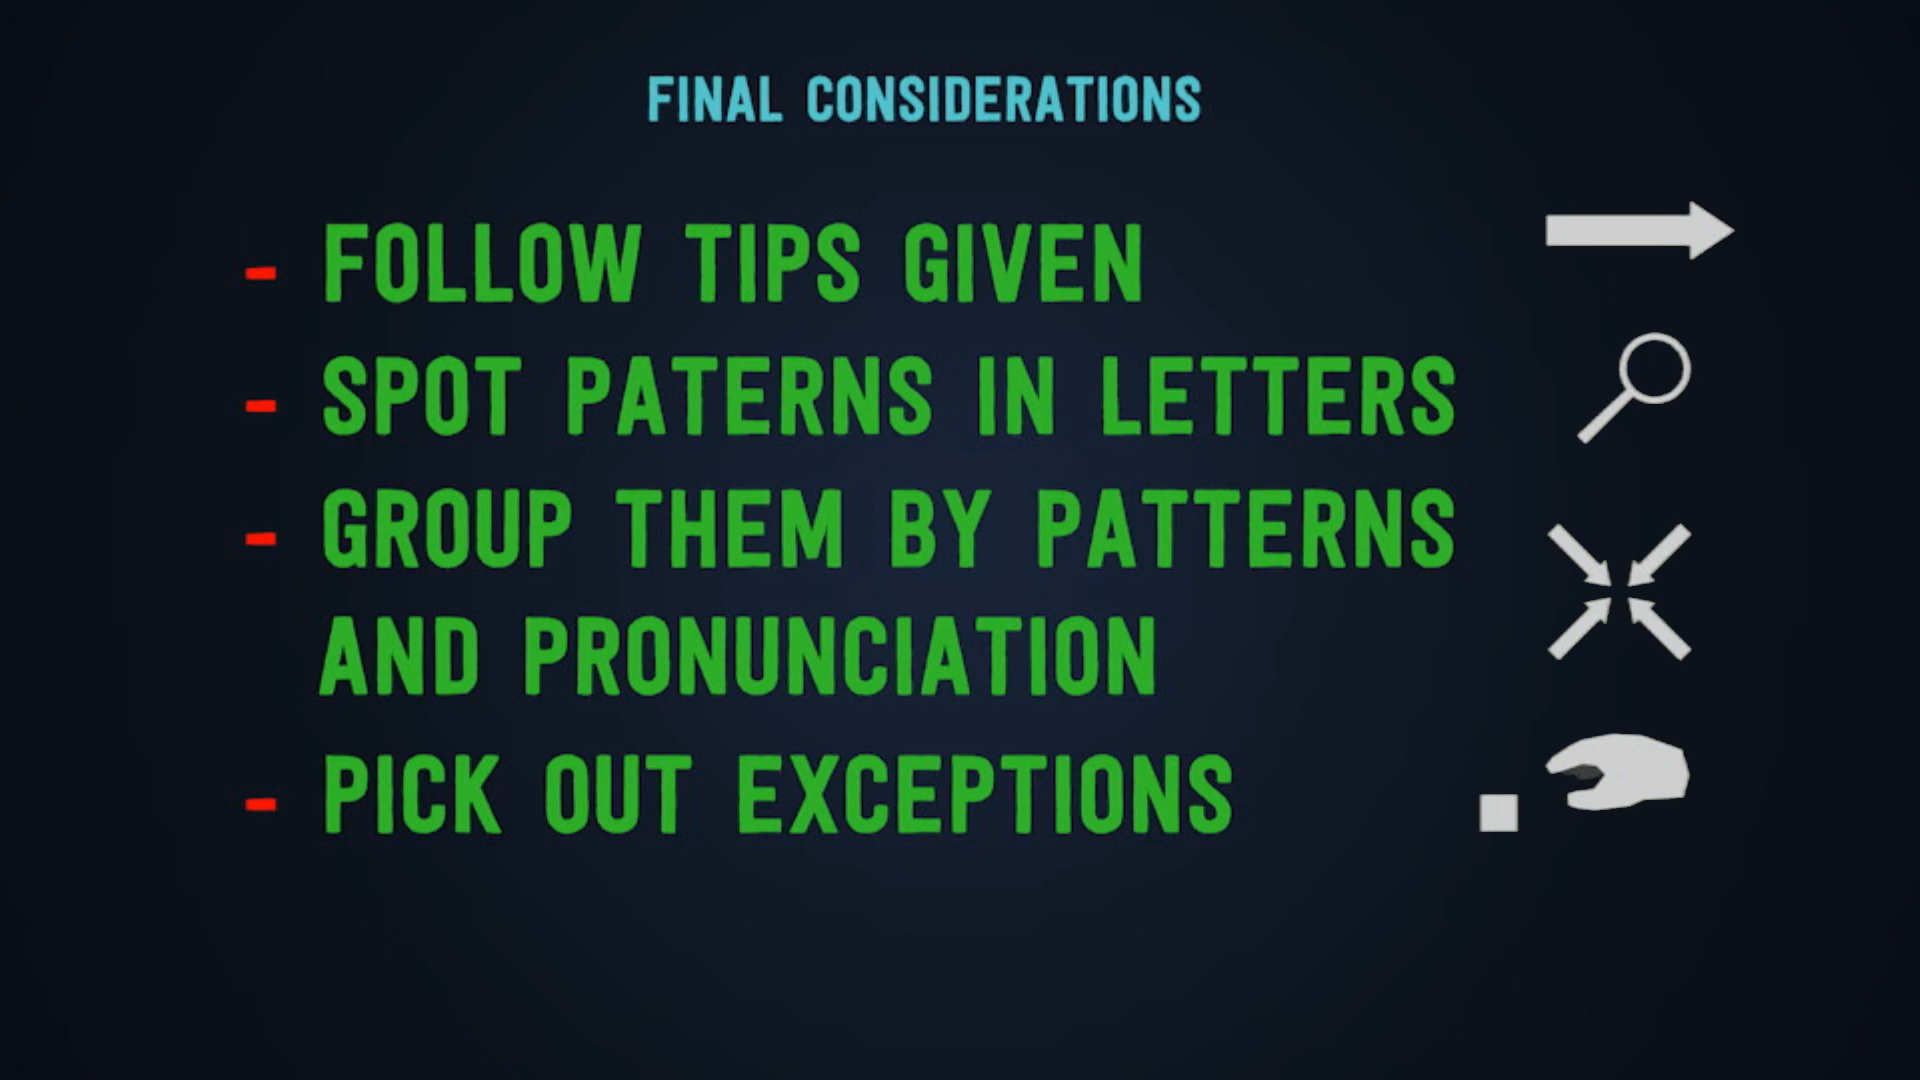 FINAL CONSIDERATIONS
- FOLLOW TIPS GIVEN
- SPOT PATERNS IN LETTERS
- GROUP THEM BY PATTERNS
AND PRONUNCIATION
- PICK OUT EXCEPTIONS